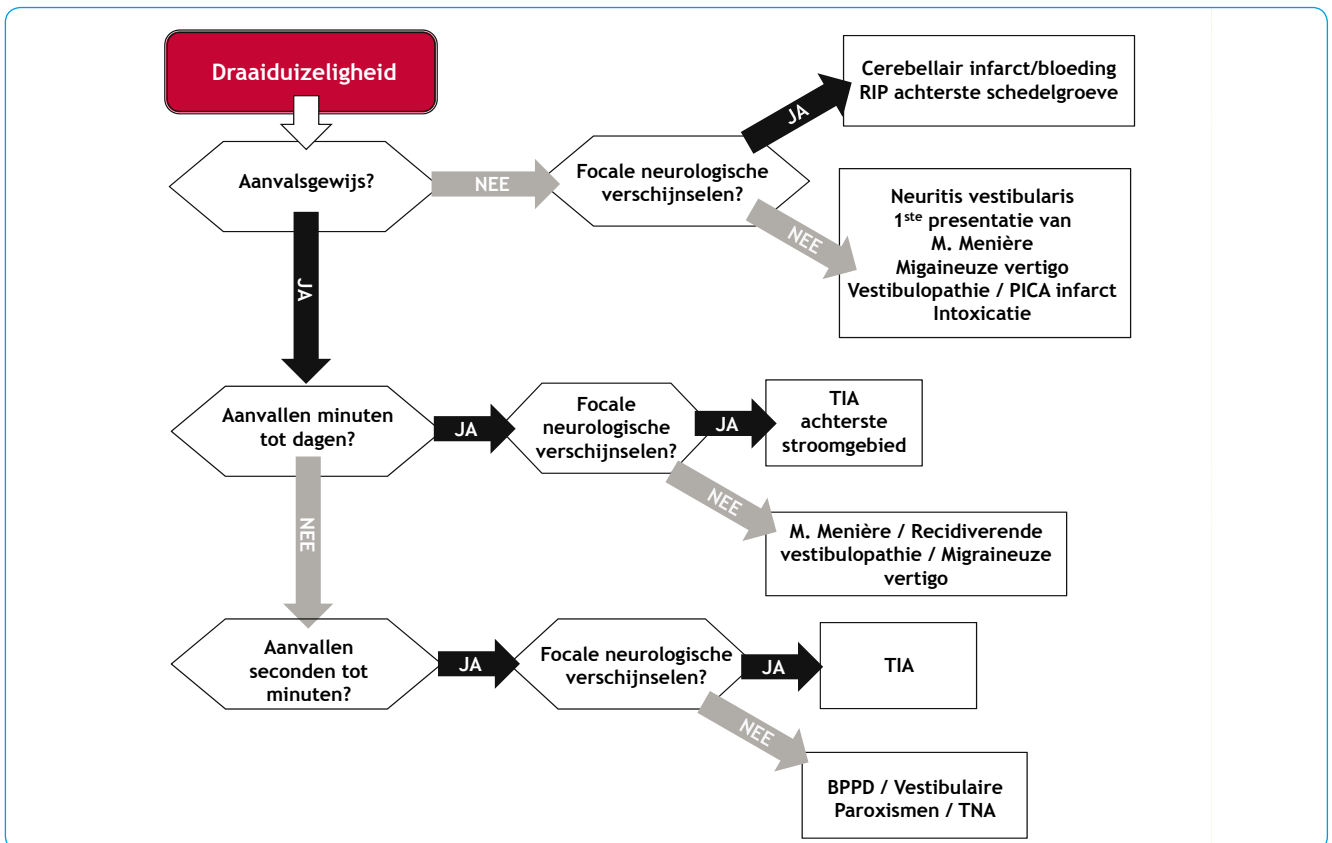 Draaiduizeligheid
Aanvalsgewijs?
NEE
Focale neurologische
verschijnselen?
JA
Cerebellair infarct/bloeding
RIP achterste schedelgroeve
NEE
Neuritis vestibularis
1ste presentatie van
M. Menière
Migaineuze vertigo
Vestibulopathie / PICA infarct
Intoxicatie
JA
Aanvallen minuten
tot dagen?
JA
Focale
neurologische
verschijnselen?
JA
TIA
achterste
stroomgebied
NEE
M. Menière / Recidiverende
vestibulopathie / Migraineuze
vertigo
NEE
Aanvallen
seconden tot
minuten?
JA
Focale neurologische
verschijnselen?
JA
TIA
NEE
BPPD / Vestibulaire
Paroxismen / TNA